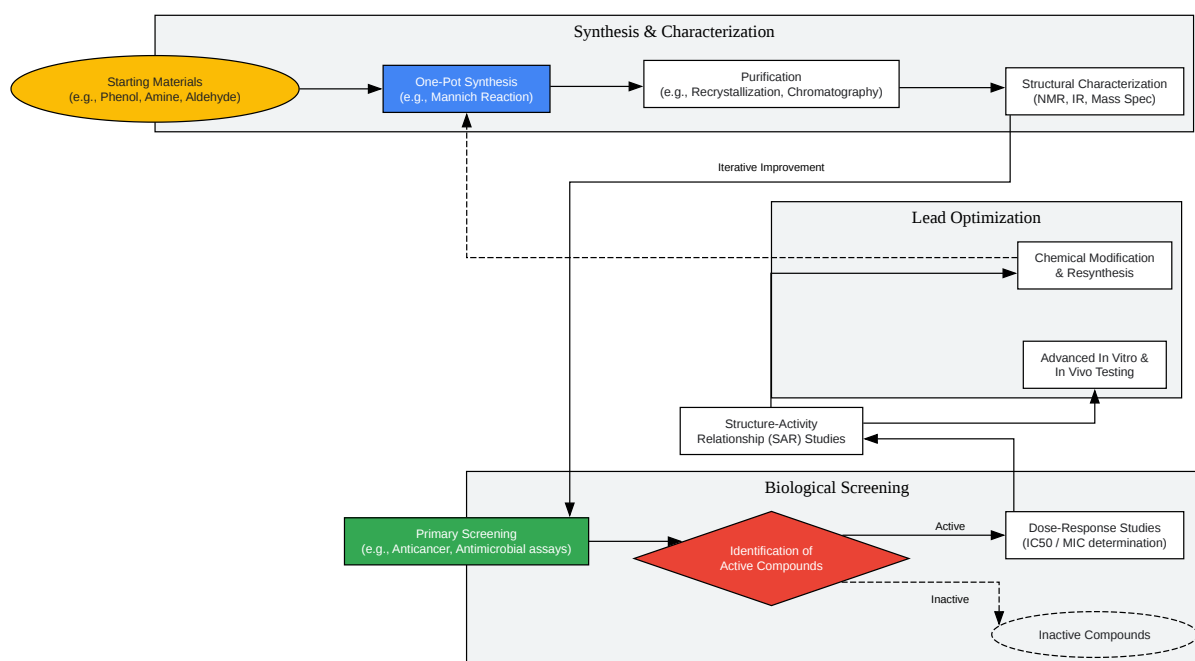 Synthesis & Characterization
Starting Materials
(e.g., Phenol, Amine, Aldehyde)
One-Pot Synthesis
(e.g., Mannich Reaction)
Purification
(e.g., Recrystallization, Chromatography)
Structural Characterization
(NMR, IR, Mass Spec)
Iterative Improvement
Lead Optimization
Chemical Modification
& Resynthesis
Advanced In Vitro &
In Vivo Testing
Structure-Activity
Relationship (SAR) Studies
Biological Screening
Primary Screening
(e.g., Anticancer, Antimicrobial assays)
Identification of
Active Compounds
Active
Dose-Response Studies
(IC50 / MIC determination)
Inactive
Inactive Compounds